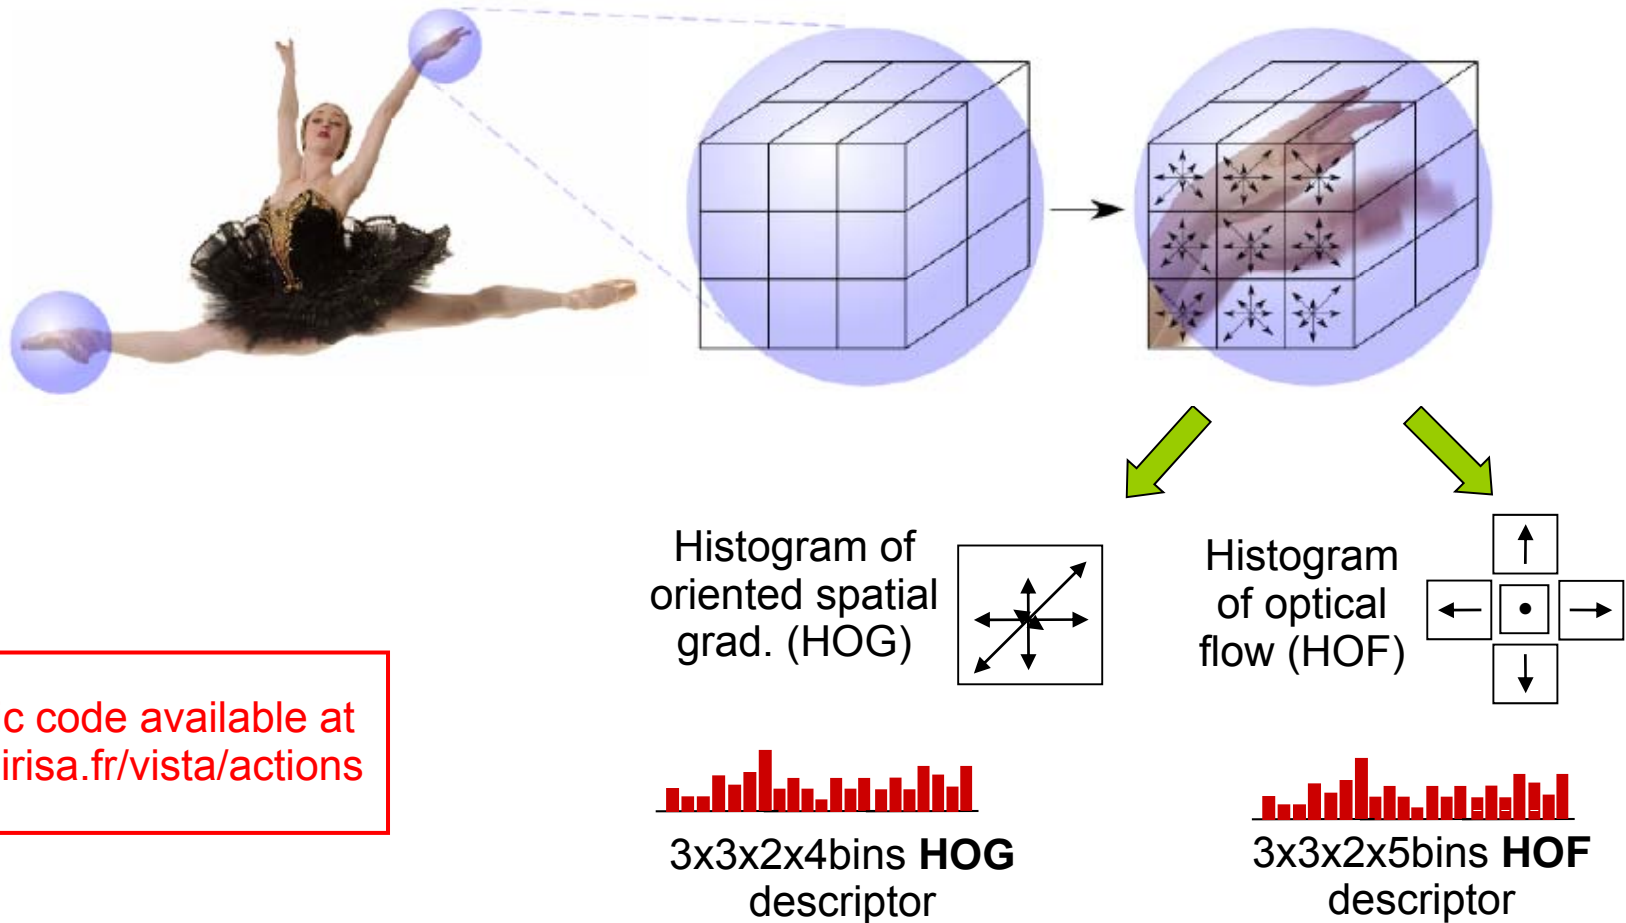 Histogram of
oriented spatial
grad. (HOG)
Histogram
of optical
flow (HOF)
c code available at
irisa.fr/vista/actions
3x3x2x4bins HOG
descriptor
3x3x2x5bins HOF
descriptor